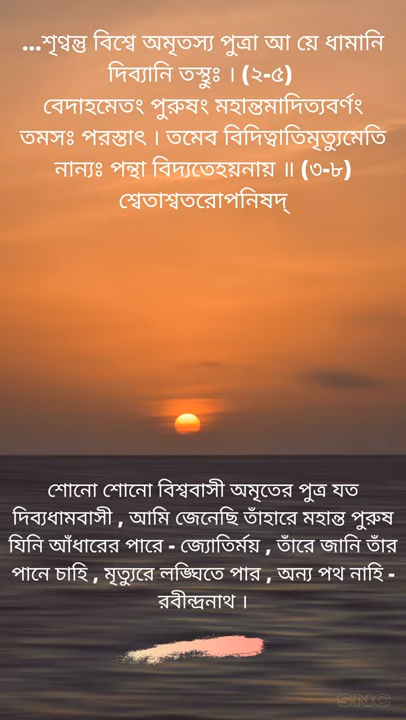 ...শৃণ্বন্তু বিশ্বে অমৃতস্য পুত্রা আ য়ে ধামানি
দিব্যানি তস্থুঃ । (২-৫)
বেদাহমেতং পুরুষং মহান্তমাদিত্যবর্ণং
তমসঃ পরস্তাৎ । তমেব বিদিত্বাতিমৃত্যুমেতি
নান্যঃ পন্থা বিদ্যতেহয়নায় ॥ (৩-৮)
শ্বেতাশ্বতরোপনিষদ্
শোনো শোনো বিশ্ববাসী অমৃতের পুত্র যত
দিব্যধামবাসী , আমি জেনেছি তাঁহারে মহান্ত পুরুষ
যিনি আঁধারের পারে - জ্যোতির্ময় , তাঁরে জানি তাঁর
পানে চাহি , মৃত্যুরে লঙ্ঘিতে পার , অন্য পথ নাহি -
রবীন্দ্রনাথ ।
SNC